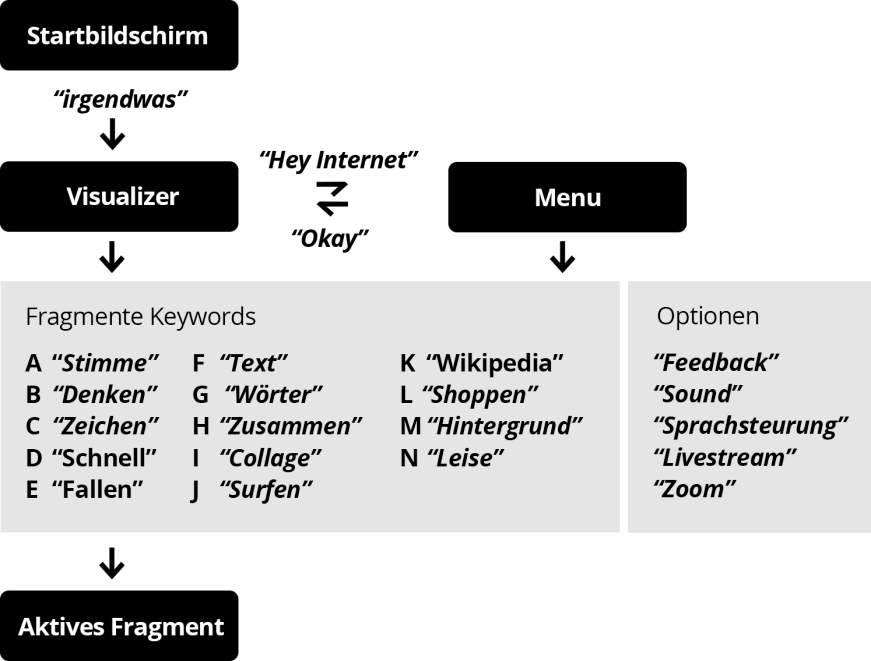 Startbildschirm
“irgendwas”
“Hey Internet”
Visualizer
Menu
“Okay”
Fragmente Keywords
A “Stimme”
B “Denken”
C “Zeichen”
D “Schnell”
E “Fallen”
F “Text”
G “Wörter”
H “Zusammen”
I “Collage”
J “Surfen”
K “Wikipedia”
L “Shoppen”
M “Hintergrund”
N “Leise”
Optionen
“Feedback”
“Sound”
“Sprachsteurung”
“Livestream”
“Zoom”
Aktives Fragment